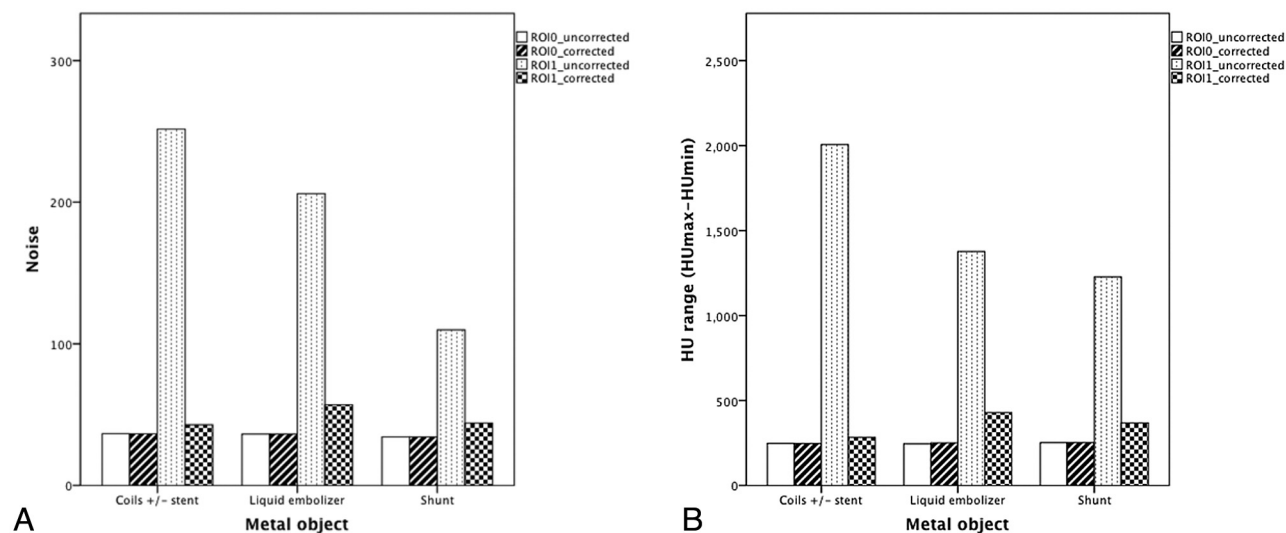 ROI0_uncorrected
ROI0_corrected
ROI1_uncorrected
ROI1_corrected
300
200
100
0
Noise
Coils +/- stent
Liquid embolizer
Shunt
Metal object
A
ROI0_uncorrected
ROI0_corrected
ROI1_uncorrected
ROI1_corrected
2,500
2,000
1,500
1,000
500
0
HU range (HUmax-HUmin)
Coils +/- stent
Liquid embolizer
Shunt
Metal object
B